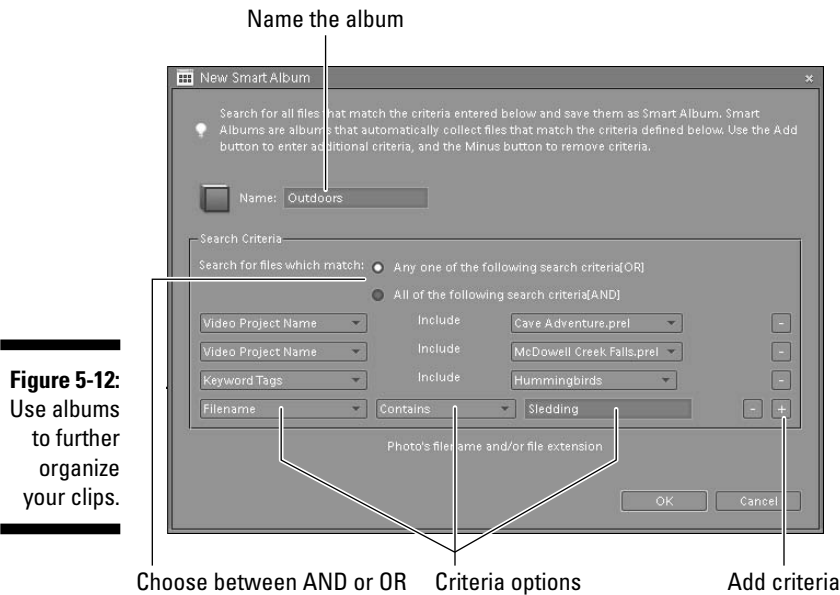 Name the album
New Smart Album
Search for all files that match the criteria entered below and save them as Smart Album. Smart
Albums are albums that automatically collect files that match the criteria defined below. Use the Add
button to enter additional criteria, and the Minus button to remove criteria.
Name: Outdoors
Search Criteria
Search for files which match: Any one of the following search criteria[OR]
All of the following search criteria[AND]
Video Project Name Include Cave Adventure.prel -
Video Project Name Include McDowell Creek Falls.prel -
Keyword Tags Include Hummingbirds -
Filename Contains Sledding - +
Photo's filename and/or file extension
OK Cancel
Figure 5-12:
Use albums
to further
organize
your clips.
Choose between AND or OR Criteria options Add criteria